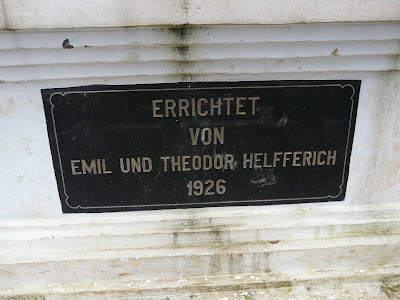 ERRICHTET
VON
EMIL UND THEODOR HELFFERICH
1926